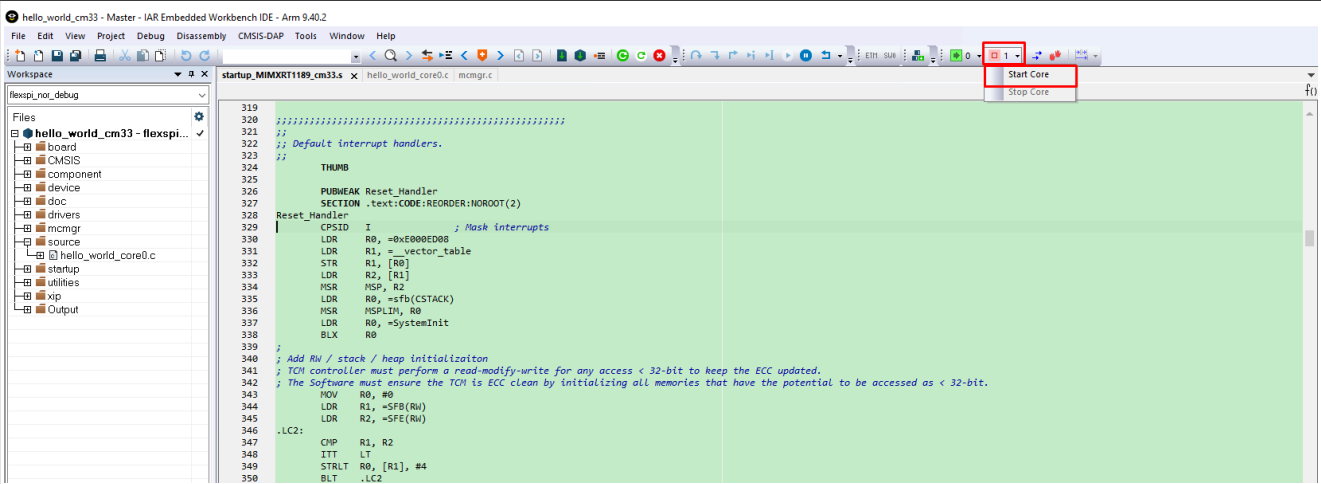 hello_world_cm33 - Master - IAR Embedded Workbench IDE - Arm 9.40.2
File Edit View Project Debug Disassembly CMSIS-DAP Tools Window Help
ETM SWO 0 1
Workspace
startup_MIMXRT1189_cm33.s hello_world_core0.c mcmgr.c
Start Core
Stop Core
flexspi_nor_debug
f()
Files
hello_world_cm33 - flexspi...
board
CMSIS
component
device
doc
drivers
mcmgr
source
hello_world_core0.c
startup
utilities
xip
Output
319
320 ;;;;;;;;;;;;;;;;;;;;;;;;;;;;;;;;;;;;;;;;;;;;;;;;;;;;
321 ;;
322 ;; Default interrupt handlers.
323 ;;
324 THUMB
325
326 PUBWEAK Reset_Handler
327 SECTION .text:CODE:REORDER:NOROOT(2)
328 Reset_Handler
329 CPSID I ; Mask interrupts
330 LDR R0, =0xE000ED08
331 LDR R1, =__vector_table
332 STR R1, [R0]
333 LDR R2, [R1]
334 MSR MSP, R2
335 LDR R0, =sfb(CSTACK)
336 MSR MSPLIM, R0
337 LDR R0, =SystemInit
338 BLX R0
339 ;
340 ; Add RW / stack / heap initializaiton
341 ; TCM controller must perform a read-modify-write for any access < 32-bit to keep the ECC updated.
342 ; The Software must ensure the TCM is ECC clean by initializing all memories that have the potential to be accessed as < 32-bit.
343 MOV R0, #0
344 LDR R1, =SFB(RW)
345 LDR R2, =SFE(RW)
346 .LC2:
347 CMP R1, R2
348 ITT LT
349 STRLT R0, [R1], #4
350 BLT .LC2